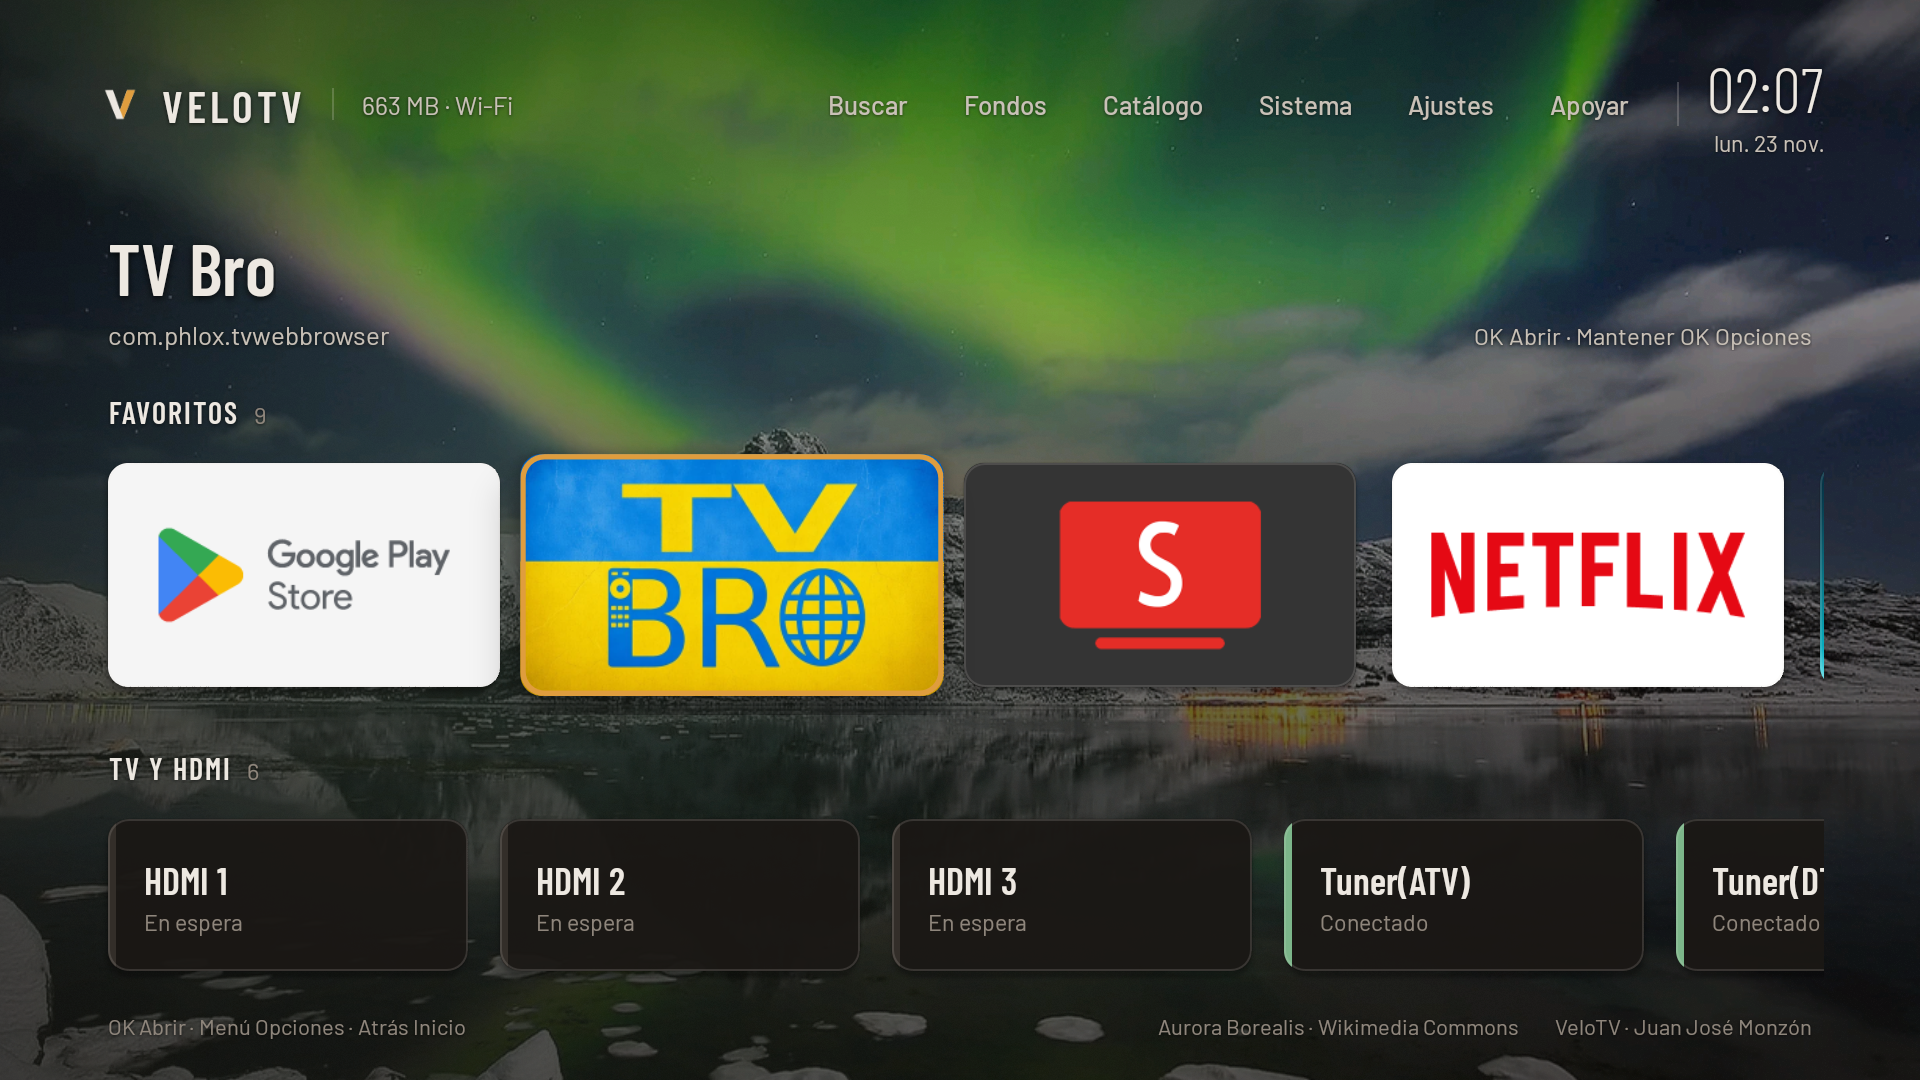 VELOTV
663 MB · Wi-Fi
Buscar
Fondos
Catálogo
Sistema
Ajustes
Apoyar
02:07
lun. 23 nov.
TV Bro
com.phlox.tvwebbrowser
OK Abrir · Mantener OK Opciones
FAVORITOS 9
Google Play
Store
TV
BRO
S
NETFLIX
TV Y HDMI 6
HDMI 1
En espera
HDMI 2
En espera
HDMI 3
En espera
Tuner(ATV)
Conectado
Tuner(D
Conectado
OK Abrir · Menú Opciones · Atrás Inicio
Aurora Borealis · Wikimedia Commons
VeloTV · Juan José Monzón